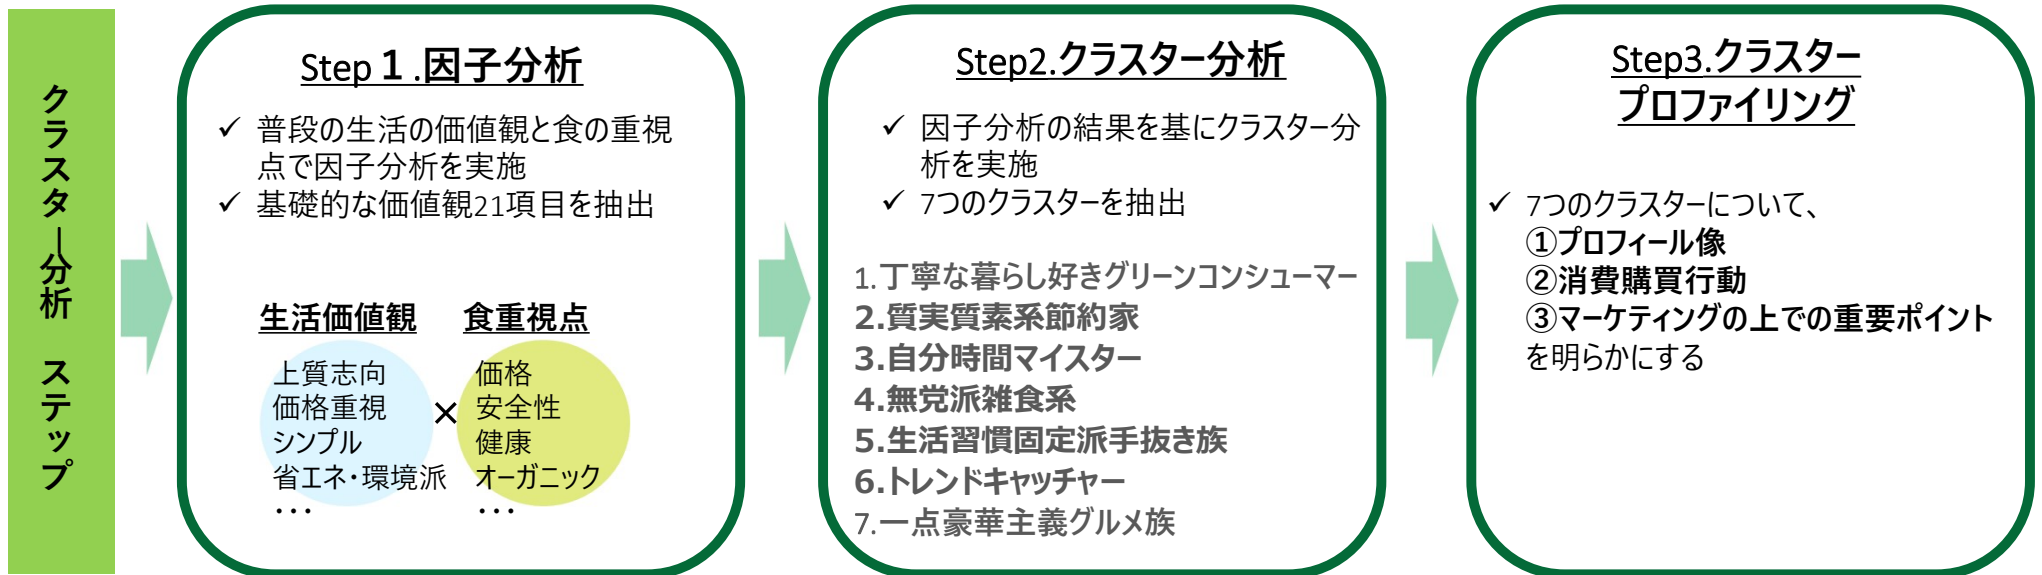 クラスター分析 ステップ
Step１.因子分析
✓ 普段の生活の価値観と食の重視
点で因子分析を実施
✓ 基礎的な価値観21項目を抽出
生活価値観
上質志向
価格重視
シンプル
省エネ・環境派
・・・
×
食重視点
価格
安全性
健康
オーガニック
・・・
Step2.クラスター分析
✓ 因子分析の結果を基にクラスター分
析を実施
✓ 7つのクラスターを抽出
1.丁寧な暮らし好きグリーンコンシューマー
2.質実質素系節約家
3.自分時間マイスター
4.無党派雑食系
5.生活習慣固定派手抜き族
6.トレンドキャッチャー
7.一点豪華主義グルメ族
Step3.クラスター
プロファイリング
✓ 7つのクラスターについて、
①プロフィール像
②消費購買行動
③マーケティングの上での重要ポイント
を明らかにする